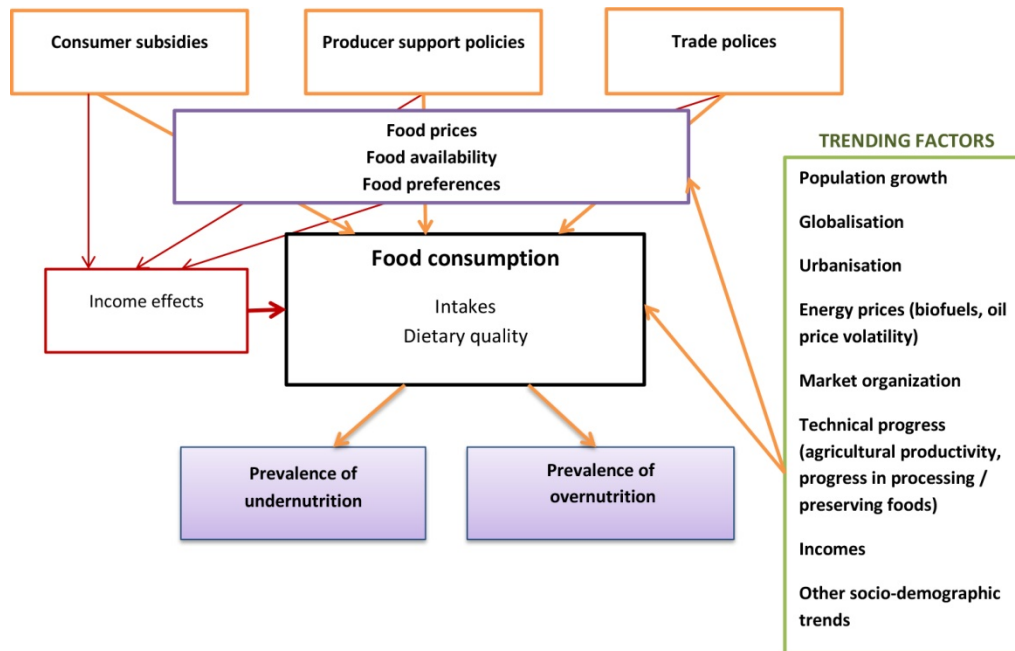 Consumer subsidies
Producer support policies
Trade polices
Food prices
Food availability
Food preferences
Food consumption
Intakes
Dietary quality
Income effects
Prevalence of
undernutrition
Prevalence of
overnutrition
TRENDING FACTORS
Population growth
Globalisation
Urbanisation
Energy prices (biofuels, oil
price volatility)
Market organization
Technical progress
(agricultural productivity,
progress in processing /
preserving foods)
Incomes
Other socio-demographic
trends